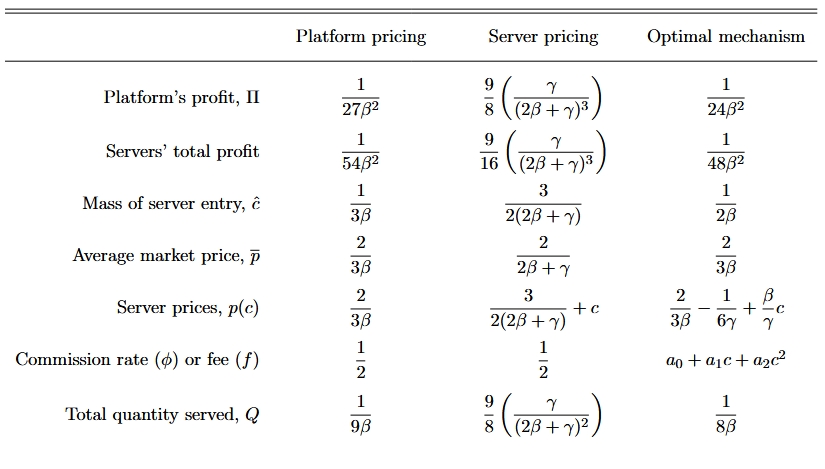 Platform pricing Server pricing Optimal mechanism
Platform's profit, Π $\frac{1}{27\beta^2}$ $\frac{9}{8}\left(\frac{\gamma}{(2\beta+\gamma)^3}\right)$ $\frac{1}{24\beta^2}$
Servers' total profit $\frac{1}{54\beta^2}$ $\frac{9}{16}\left(\frac{\gamma}{(2\beta+\gamma)^3}\right)$ $\frac{1}{48\beta^2}$
Mass of server entry, $\hat{c}$ $\frac{1}{3\beta}$ $\frac{3}{2(2\beta+\gamma)}$ $\frac{1}{2\beta}$
Average market price, $\overline{p}$ $\frac{2}{3\beta}$ $\frac{2}{2\beta+\gamma}$ $\frac{2}{3\beta}$
Server prices, $p(c)$ $\frac{2}{3\beta}$ $\frac{3}{2(2\beta+\gamma)}+c$ $\frac{2}{3\beta}-\frac{1}{6\gamma}+\frac{\beta}{\gamma}c$
Commission rate ($\phi$) or fee ($f$) $\frac{1}{2}$ $\frac{1}{2}$ $a_0+a_1c+a_2c^2$
Total quantity served, $Q$ $\frac{1}{9\beta}$ $\frac{9}{8}\left(\frac{\gamma}{(2\beta+\gamma)^2}\right)$ $\frac{1}{8\beta}$